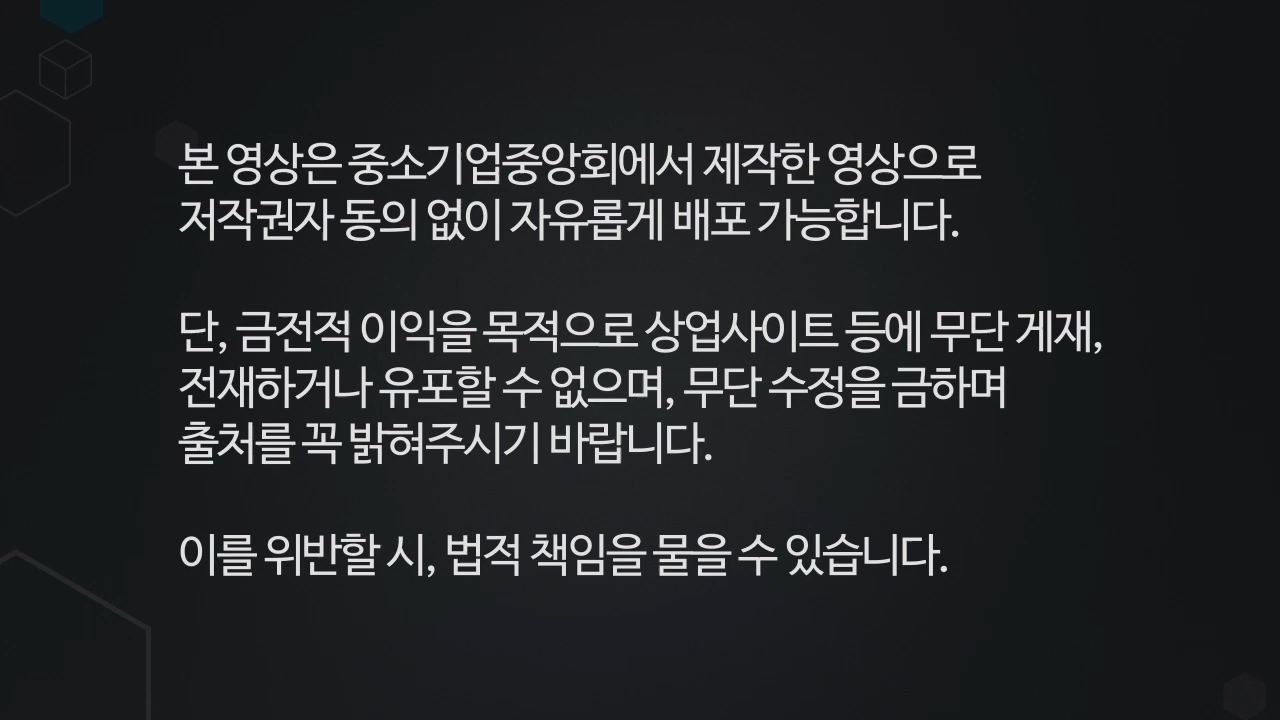 본 영상은 중소기업중앙회에서 제작한 영상으로
저작권자 동의 없이 자유롭게 배포 가능합니다.
단, 금전적 이익을 목적으로 상업사이트 등에 무단 게재,
전재하거나 유포할 수 없으며, 무단 수정을 금하며
출처를 꼭 밝혀주시기 바랍니다.
이를 위반할 시, 법적 책임을 물을 수 있습니다.